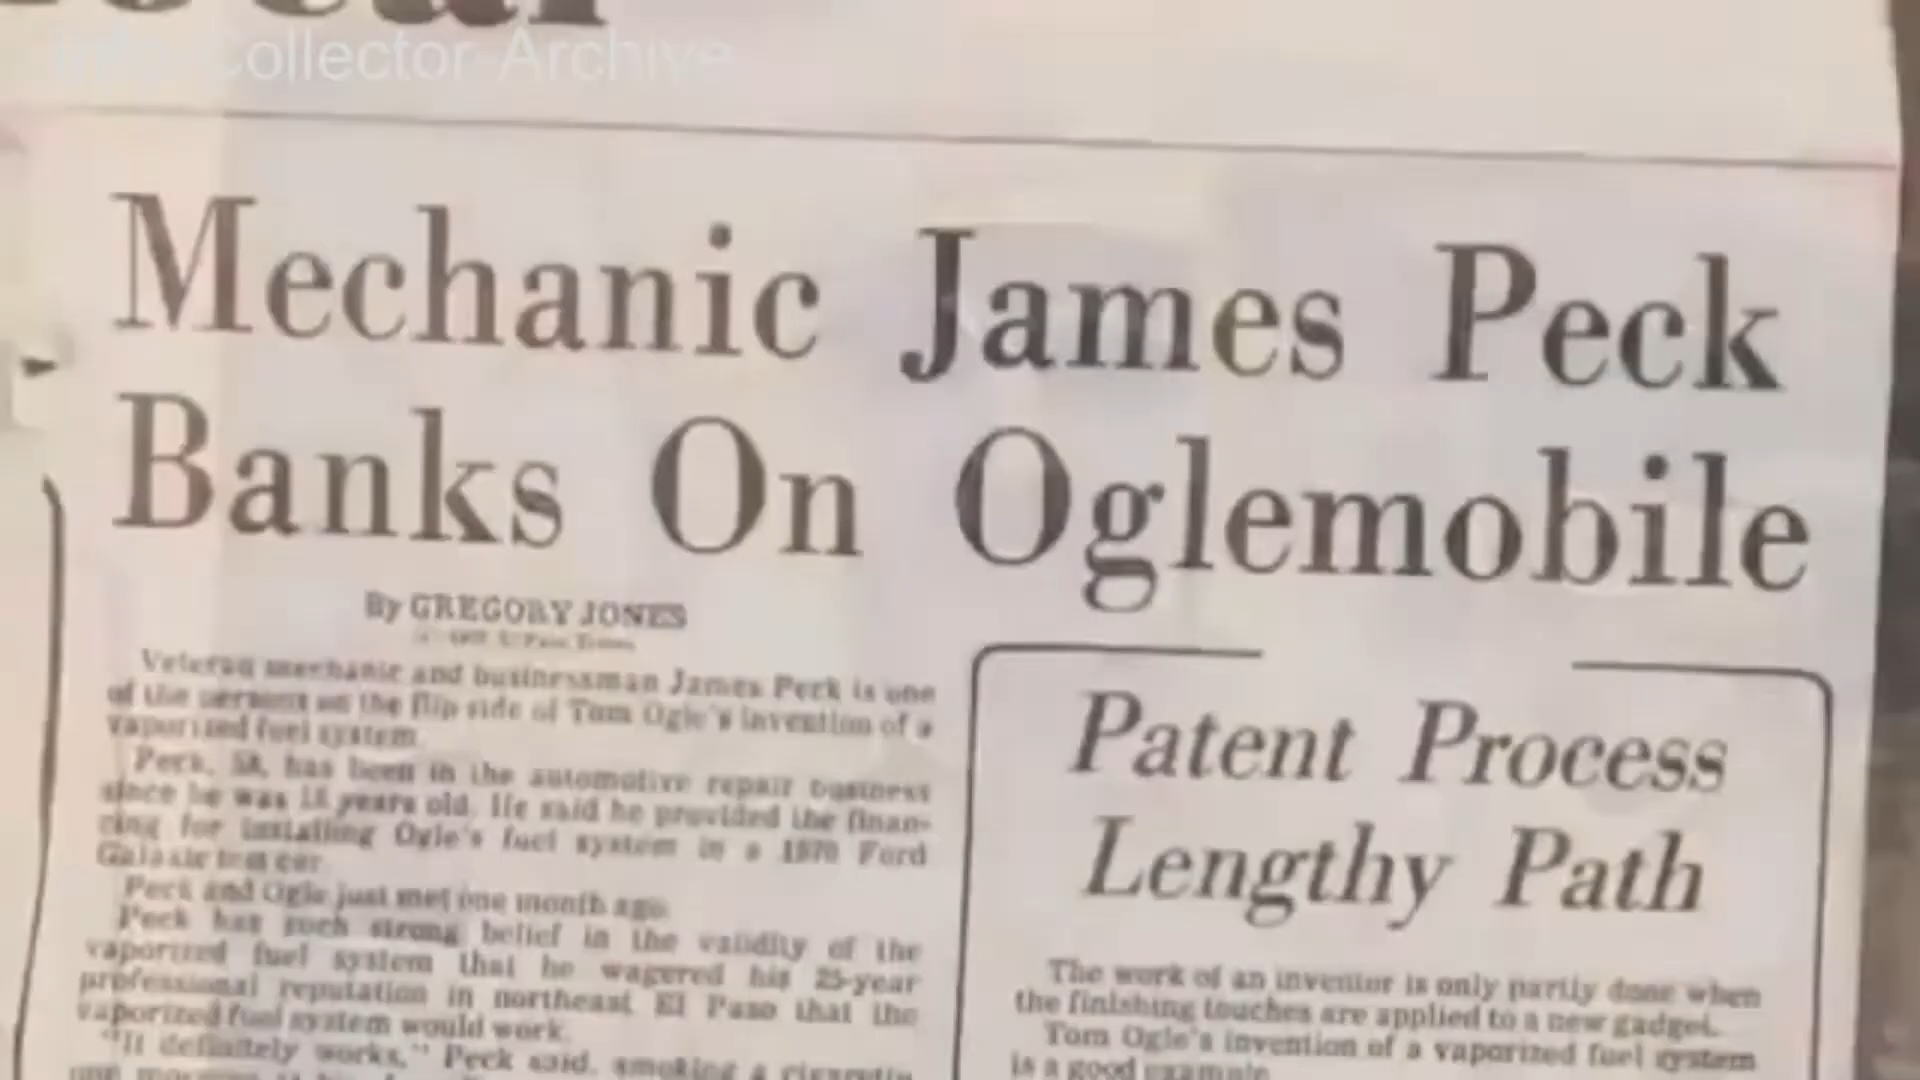 Collector-Archive
Mechanic James Peck
Banks On Oglemobile
By GREGORY JONES
Veteran mechanic and businessman James Peck is one
of the persons on the flip side of Tom Ogle's invention of a
vaporized fuel system.
Peck, has been in the automotive repair business
since he was years old. He said he provided the finan-
cing for installing Ogle's fuel system in a 1970 Ford
Galaxie test car.
Peck and Ogle just met one month ago.
Peck has such strong belief in the validity of the
vaporized fuel system that he wagered his 25-year
professional reputation in northeast El Paso that the
vaporized fuel system would work.
"It definitely works," Peck said, smoking a cigarette
Patent Process
Lengthy Path
The work of an inventor is only partly done when
the finishing touches are applied to a new gadget.
Tom Ogle's invention of a vaporized fuel system
is a good example.